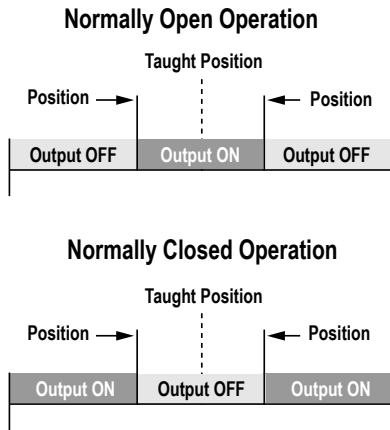 Normally Open Operation
Taught Position
Position Position
Output OFF Output ON Output OFF
Normally Closed Operation
Taught Position
Position Position
Output ON Output OFF Output ON